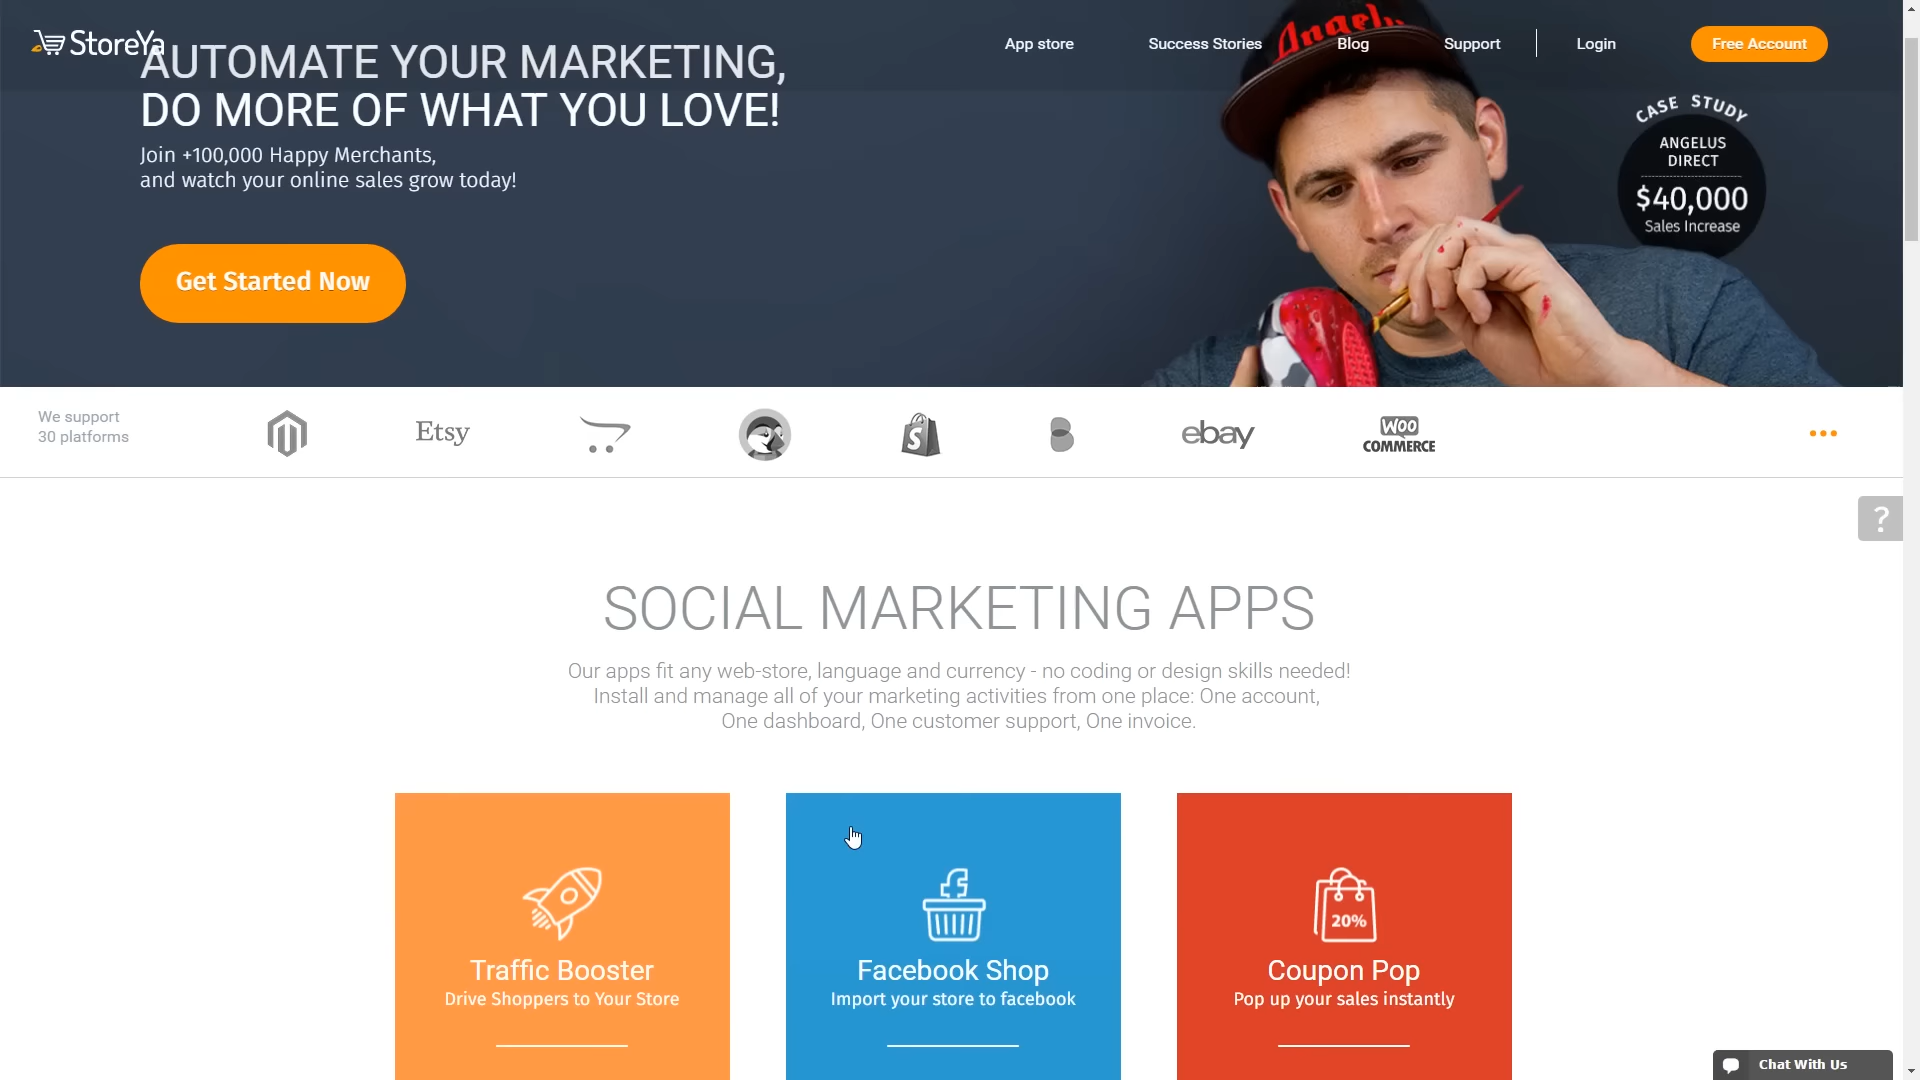 StoreYa
App store
Success Stories
Blog
Support
Login
Free Account
AUTOMATE YOUR MARKETING,
DO MORE OF WHAT YOU LOVE!
Join +100,000 Happy Merchants,
and watch your online sales grow today!
Get Started Now
Angelu
CASE STUDY
ANGELUS
DIRECT
$40,000
Sales Increase
We support
30 platforms
Etsy
S
ebay
WOO
COMMERCE
?
SOCIAL MARKETING APPS
Our apps fit any web-store, language and currency - no coding or design skills needed!
Install and manage all of your marketing activities from one place: One account,
One dashboard, One customer support, One invoice.
Traffic Booster
Drive Shoppers to Your Store
f
Facebook Shop
Import your store to facebook
20%
Coupon Pop
Pop up your sales instantly
Chat With Us